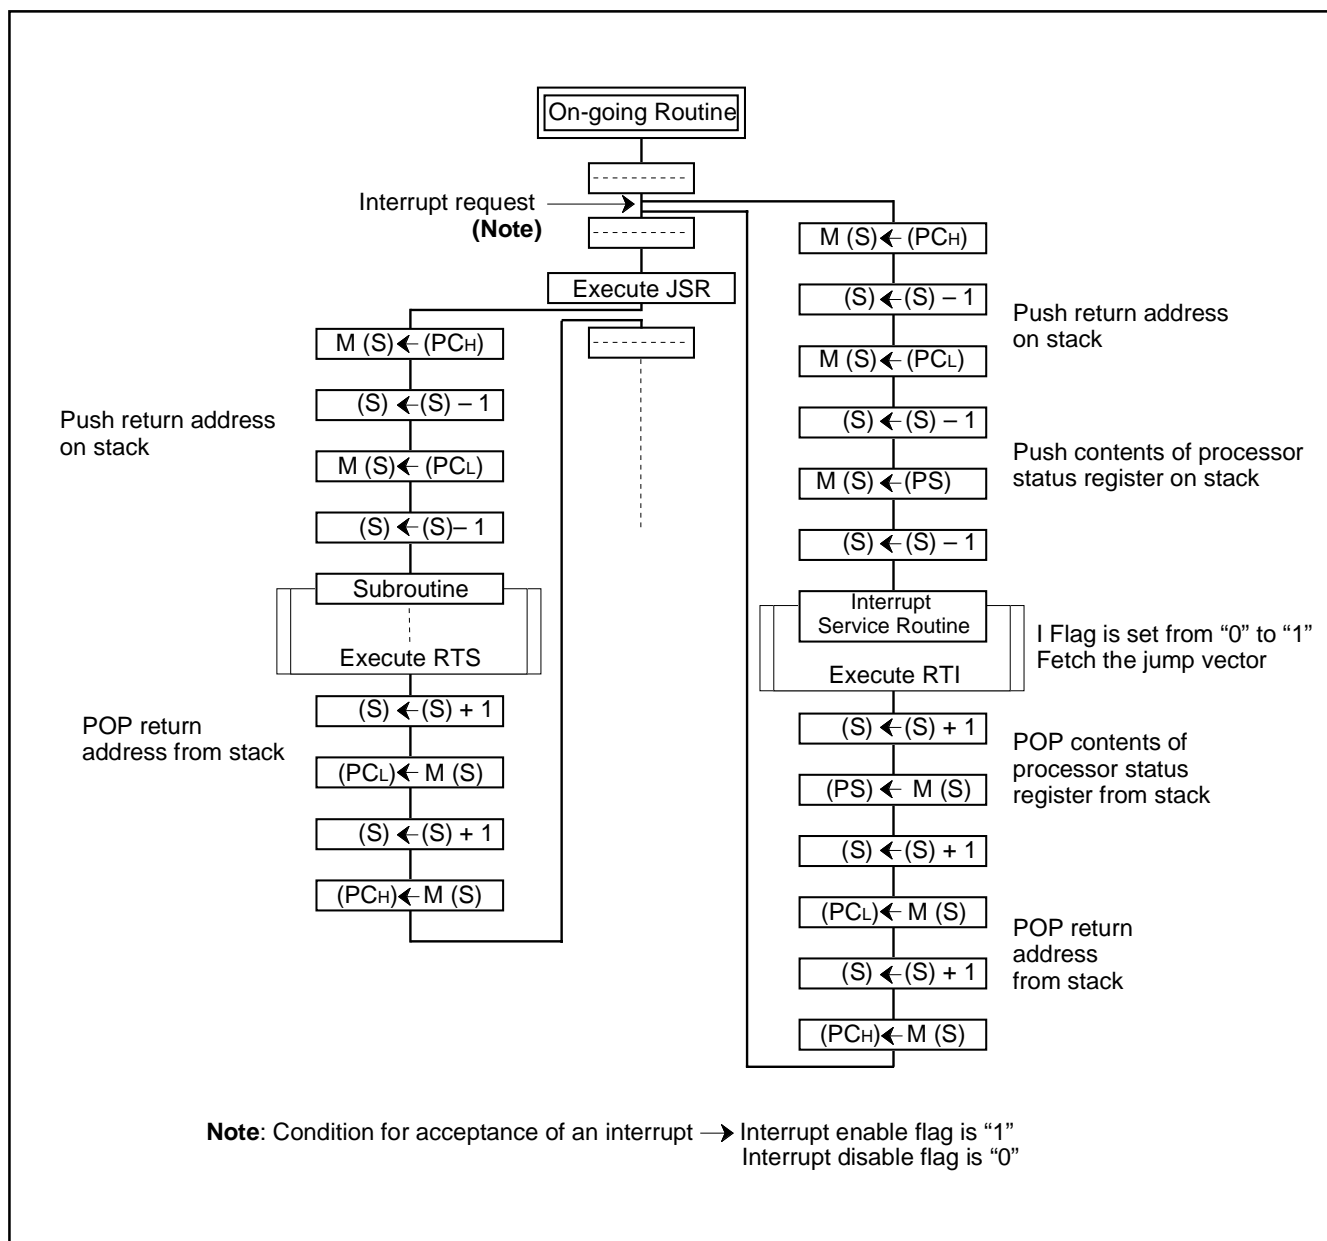 On-going Routine
Interrupt request
(Note)
Execute JSR
M (S) ← (PCH)
(S) ← (S) – 1
M (S) ← (PCL)
(S) ← (S)– 1
Push return address
on stack
Subroutine
Execute RTS
POP return
address from stack
(S) ← (S) + 1
(PCL) ← M (S)
(S) ← (S) + 1
(PCH) ← M (S)
M (S) ← (PCH)
(S) ← (S) – 1
M (S) ← (PCL)
(S) ← (S) – 1
M (S) ← (PS)
(S) ← (S) – 1
Push return address
on stack
Push contents of processor
status register on stack
Interrupt
Service Routine
Execute RTI
I Flag is set from “0” to “1”
Fetch the jump vector
(S) ← (S) + 1
(PS) ← M (S)
(S) ← (S) + 1
(PCL) ← M (S)
(S) ← (S) + 1
(PCH) ← M (S)
POP contents of
processor status
register from stack
POP return
address
from stack
Note: Condition for acceptance of an interrupt → Interrupt enable flag is “1”
Interrupt disable flag is “0”